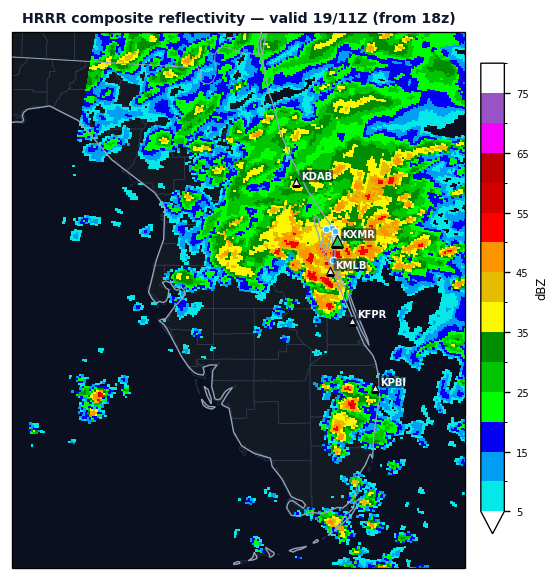 HRRR composite reflectivity — valid 19/11Z (from 18z)
KDAB
KXMR
KMLB
KFPR
KPBI
75
65
55
45
35
25
15
5
dBZ